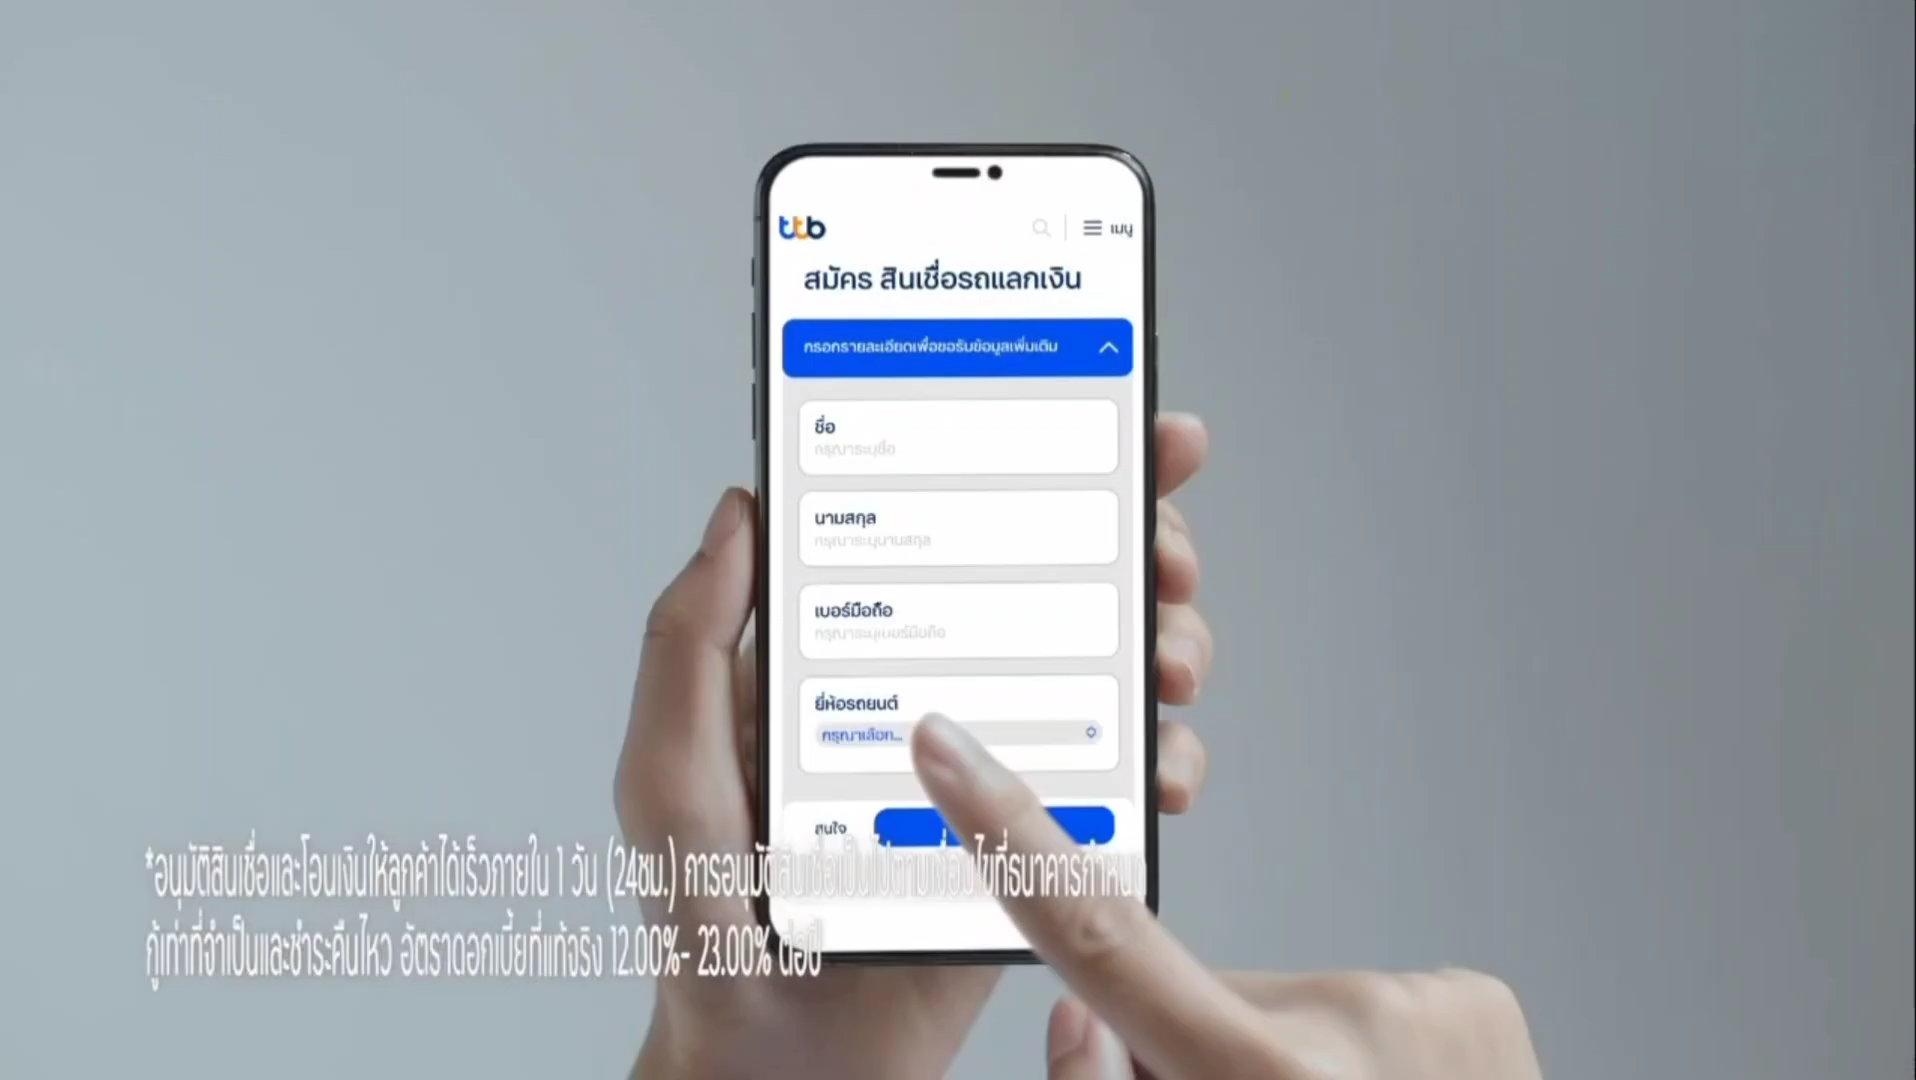 ttb
เมนู
สมัคร สินเชื่อรถแลกเงิน
กรอกรายละเอียดเพื่อขอรับข้อมูลเพิ่มเติม
ชื่อ
กรุณาระบุชื่อ
นามสกุล
กรุณาระบุนามสกุล
เบอร์มือถือ
กรุณาระบุเบอร์มือถือ
ยี่ห้อรถยนต์
กรุณาเลือก...
สนใจ
*อนุมัติสินเชื่อและโอนเงินให้ลูกค้าได้เร็วภายใน 1 วัน (24ชม.) การอนุมัติสินเชื่อเป็นไปตามเงื่อนไขที่ธนาคารกำหนด
กู้เท่าที่จำเป็นและชำระคืนไหว อัตราดอกเบี้ยที่แท้จริง 12.00%- 23.00% ต่อปี